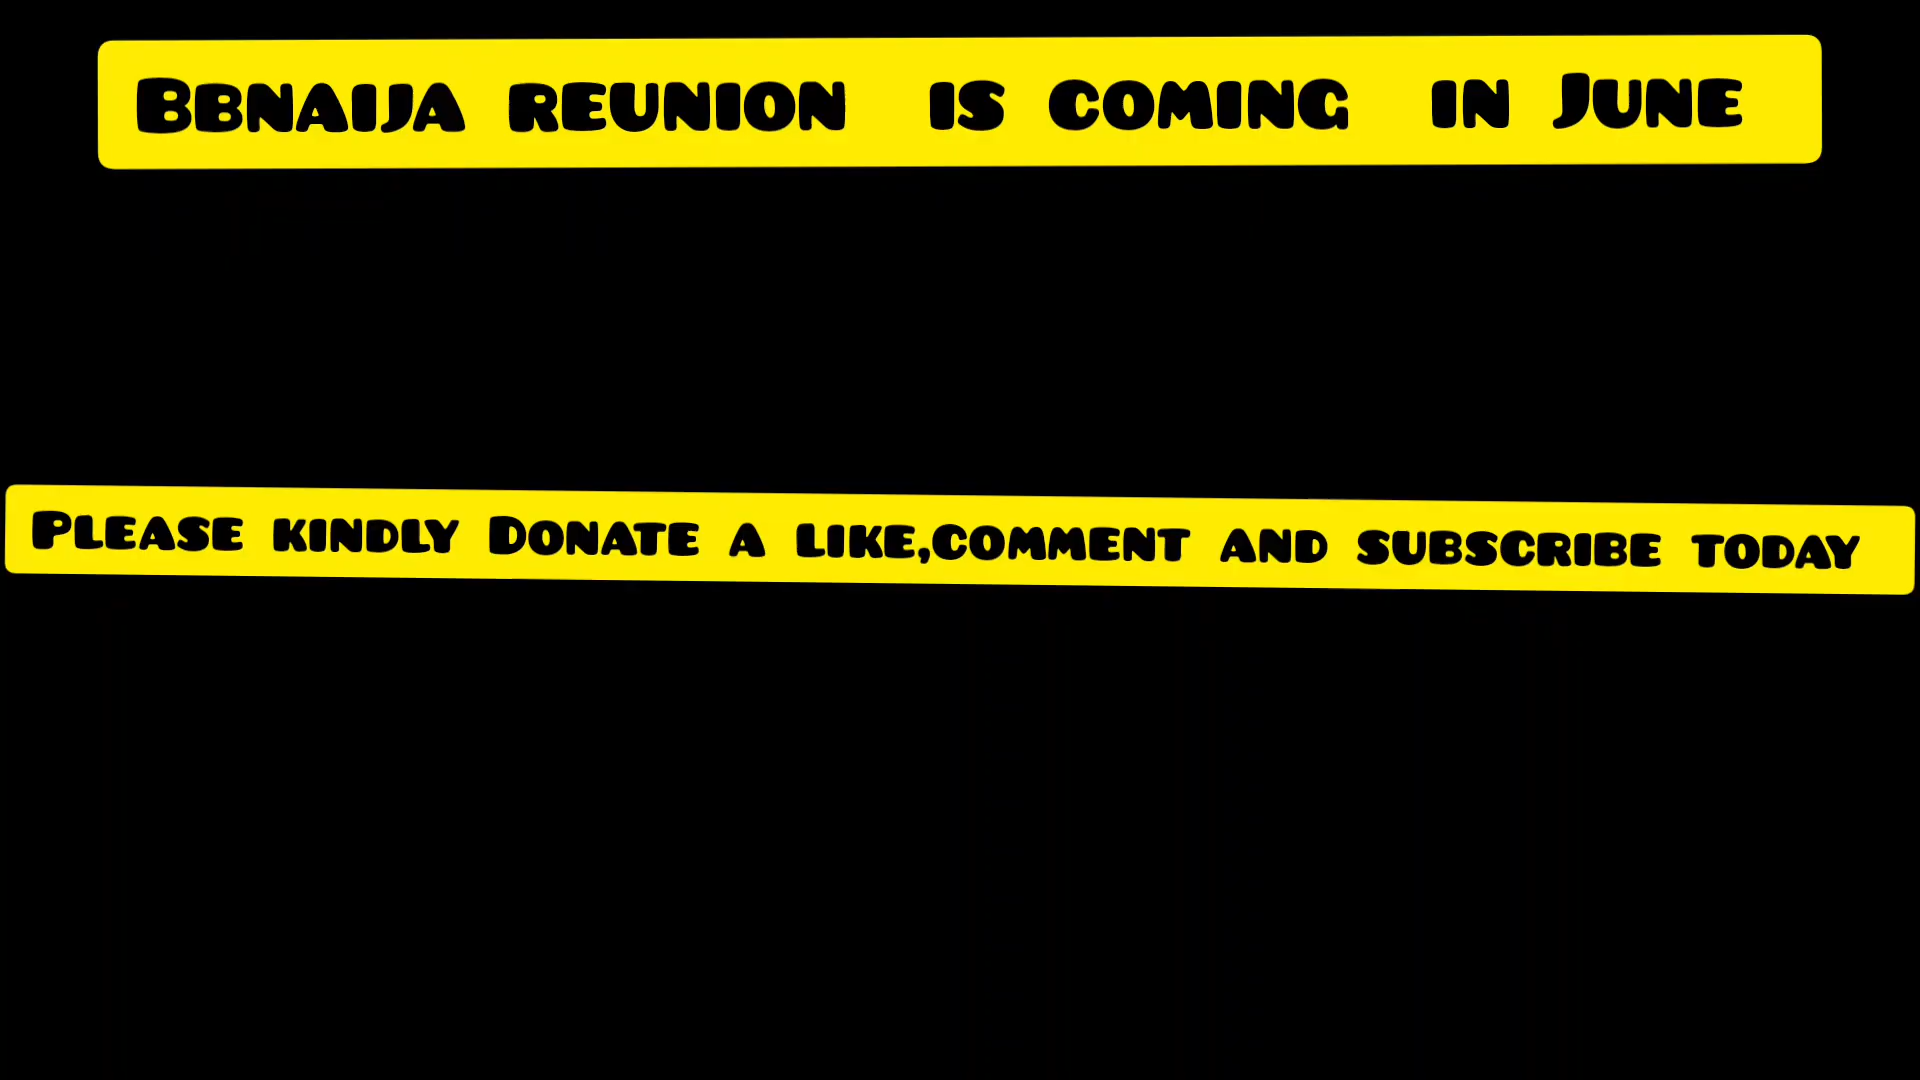 Bbnaija reunion is coming in June
Please kindly Donate a like,comment and subscribe today